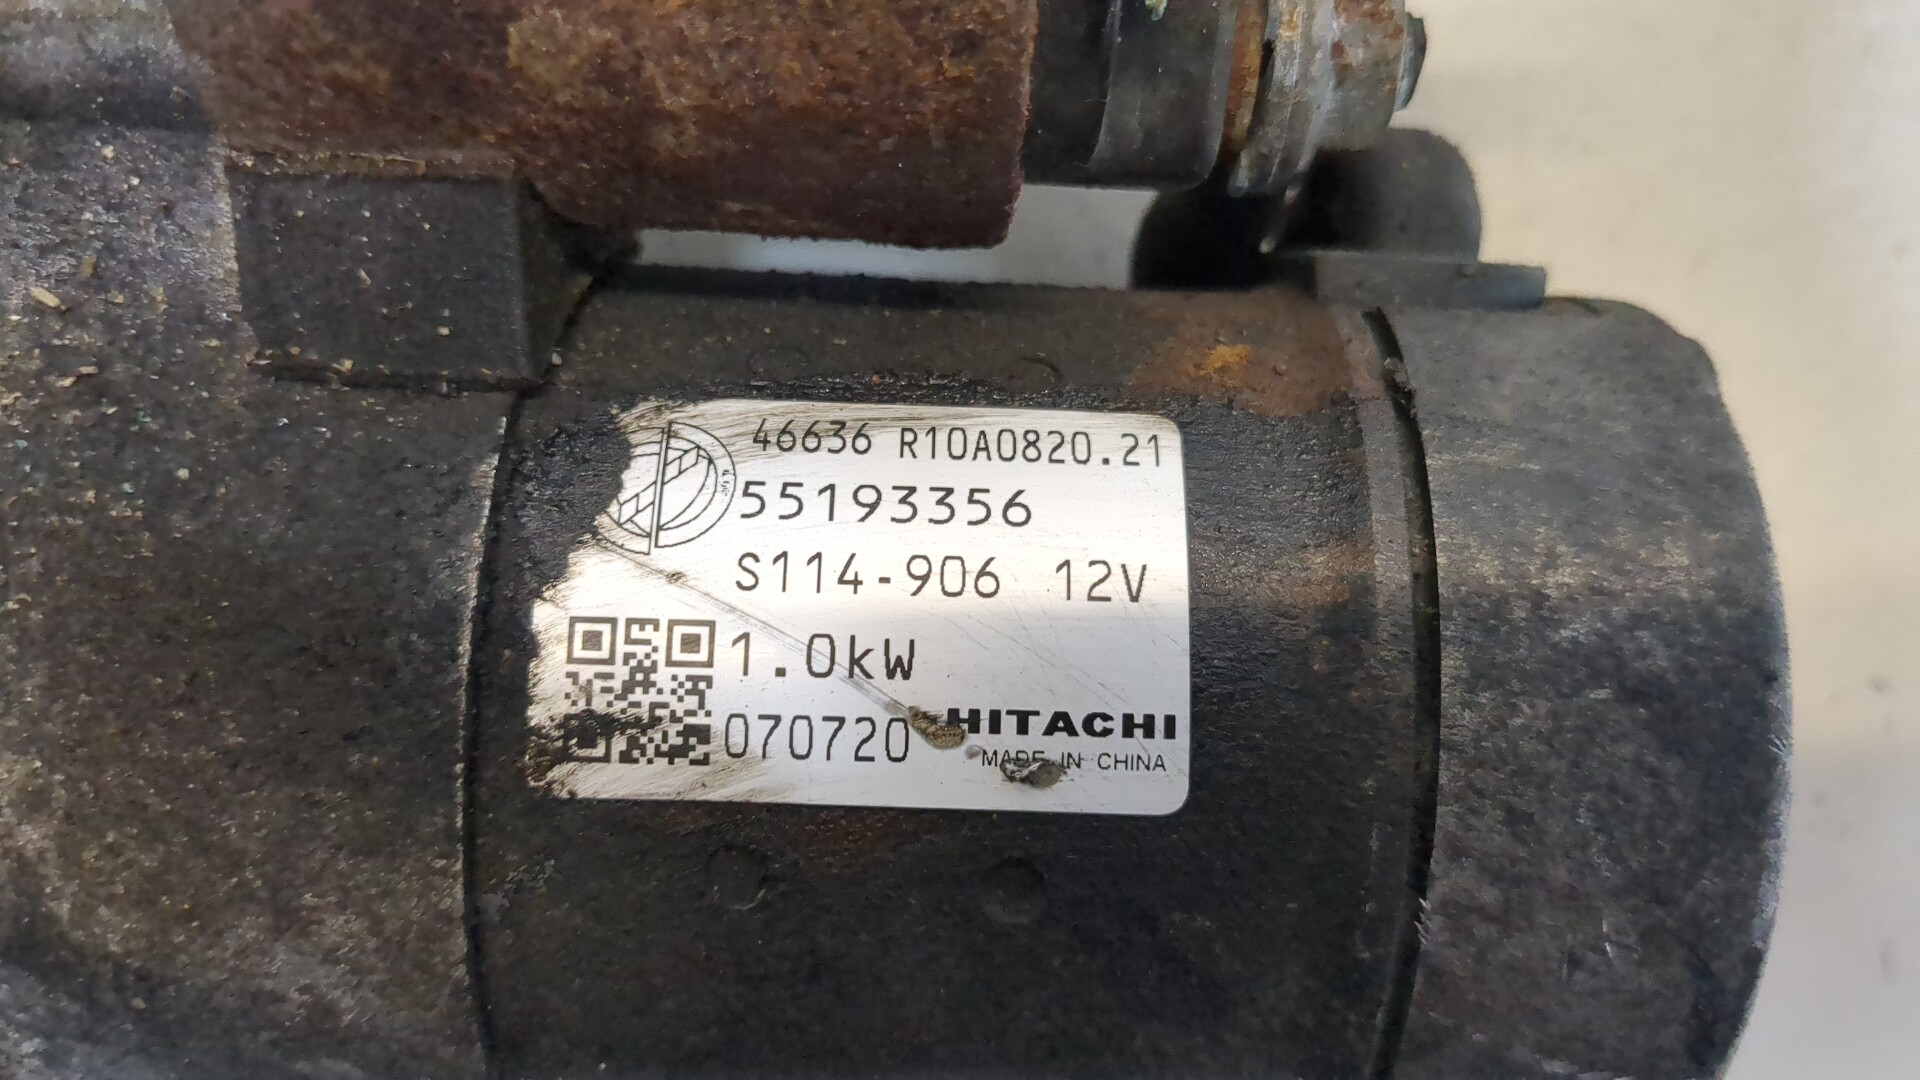 46636 R10A0820.21
55193356
S114-906 12V
1.0kW
070720 HITACHI
MADE IN CHINA